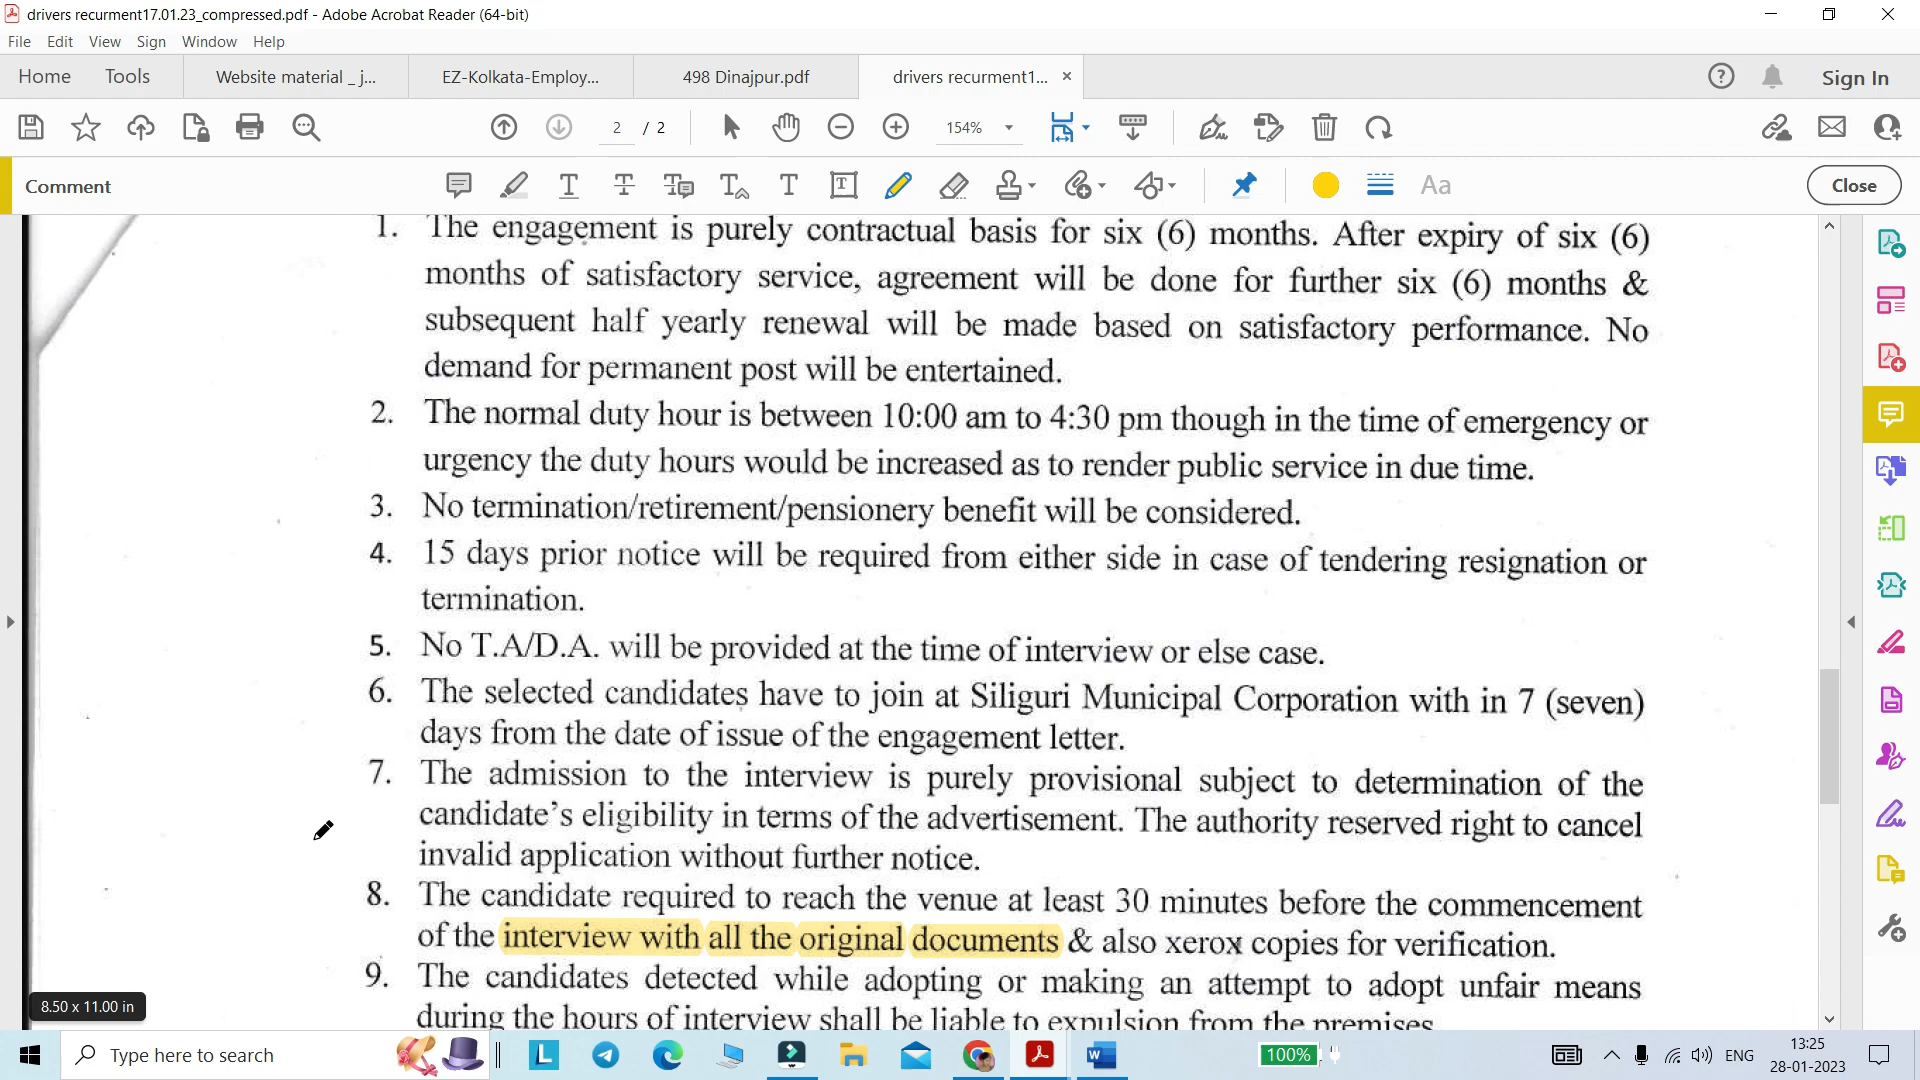 drivers recurment17.01.23_compressed.pdf - Adobe Acrobat Reader (64-bit)
File Edit View Sign Window Help
Home Tools Website material _ j... EZ-Kolkata-Employ... 498 Dinajpur.pdf drivers recurment1... × Sign In
2 / 2 154%
Comment Aa Close
1. The engagement is purely contractual basis for six (6) months. After expiry of six (6)
months of satisfactory service, agreement will be done for further six (6) months &
subsequent half yearly renewal will be made based on satisfactory performance. No
demand for permanent post will be entertained.
2. The normal duty hour is between 10:00 am to 4:30 pm though in the time of emergency or
urgency the duty hours would be increased as to render public service in due time.
3. No termination/retirement/pensionery benefit will be considered.
4. 15 days prior notice will be required from either side in case of tendering resignation or
termination.
5. No T.A/D.A. will be provided at the time of interview or else case.
6. The selected candidates have to join at Siliguri Municipal Corporation with in 7 (seven)
days from the date of issue of the engagement letter.
7. The admission to the interview is purely provisional subject to determination of the
candidate's eligibility in terms of the advertisement. The authority reserved right to cancel
invalid application without further notice.
8. The candidate required to reach the venue at least 30 minutes before the commencement
of the interview with all the original documents & also xerox copies for verification.
9. The candidates detected while adopting or making an attempt to adopt unfair means
during the hours of interview shall be liable to expulsion from the premises
8.50 x 11.00 in
Type here to search
100%
ENG
13:25
28-01-2023